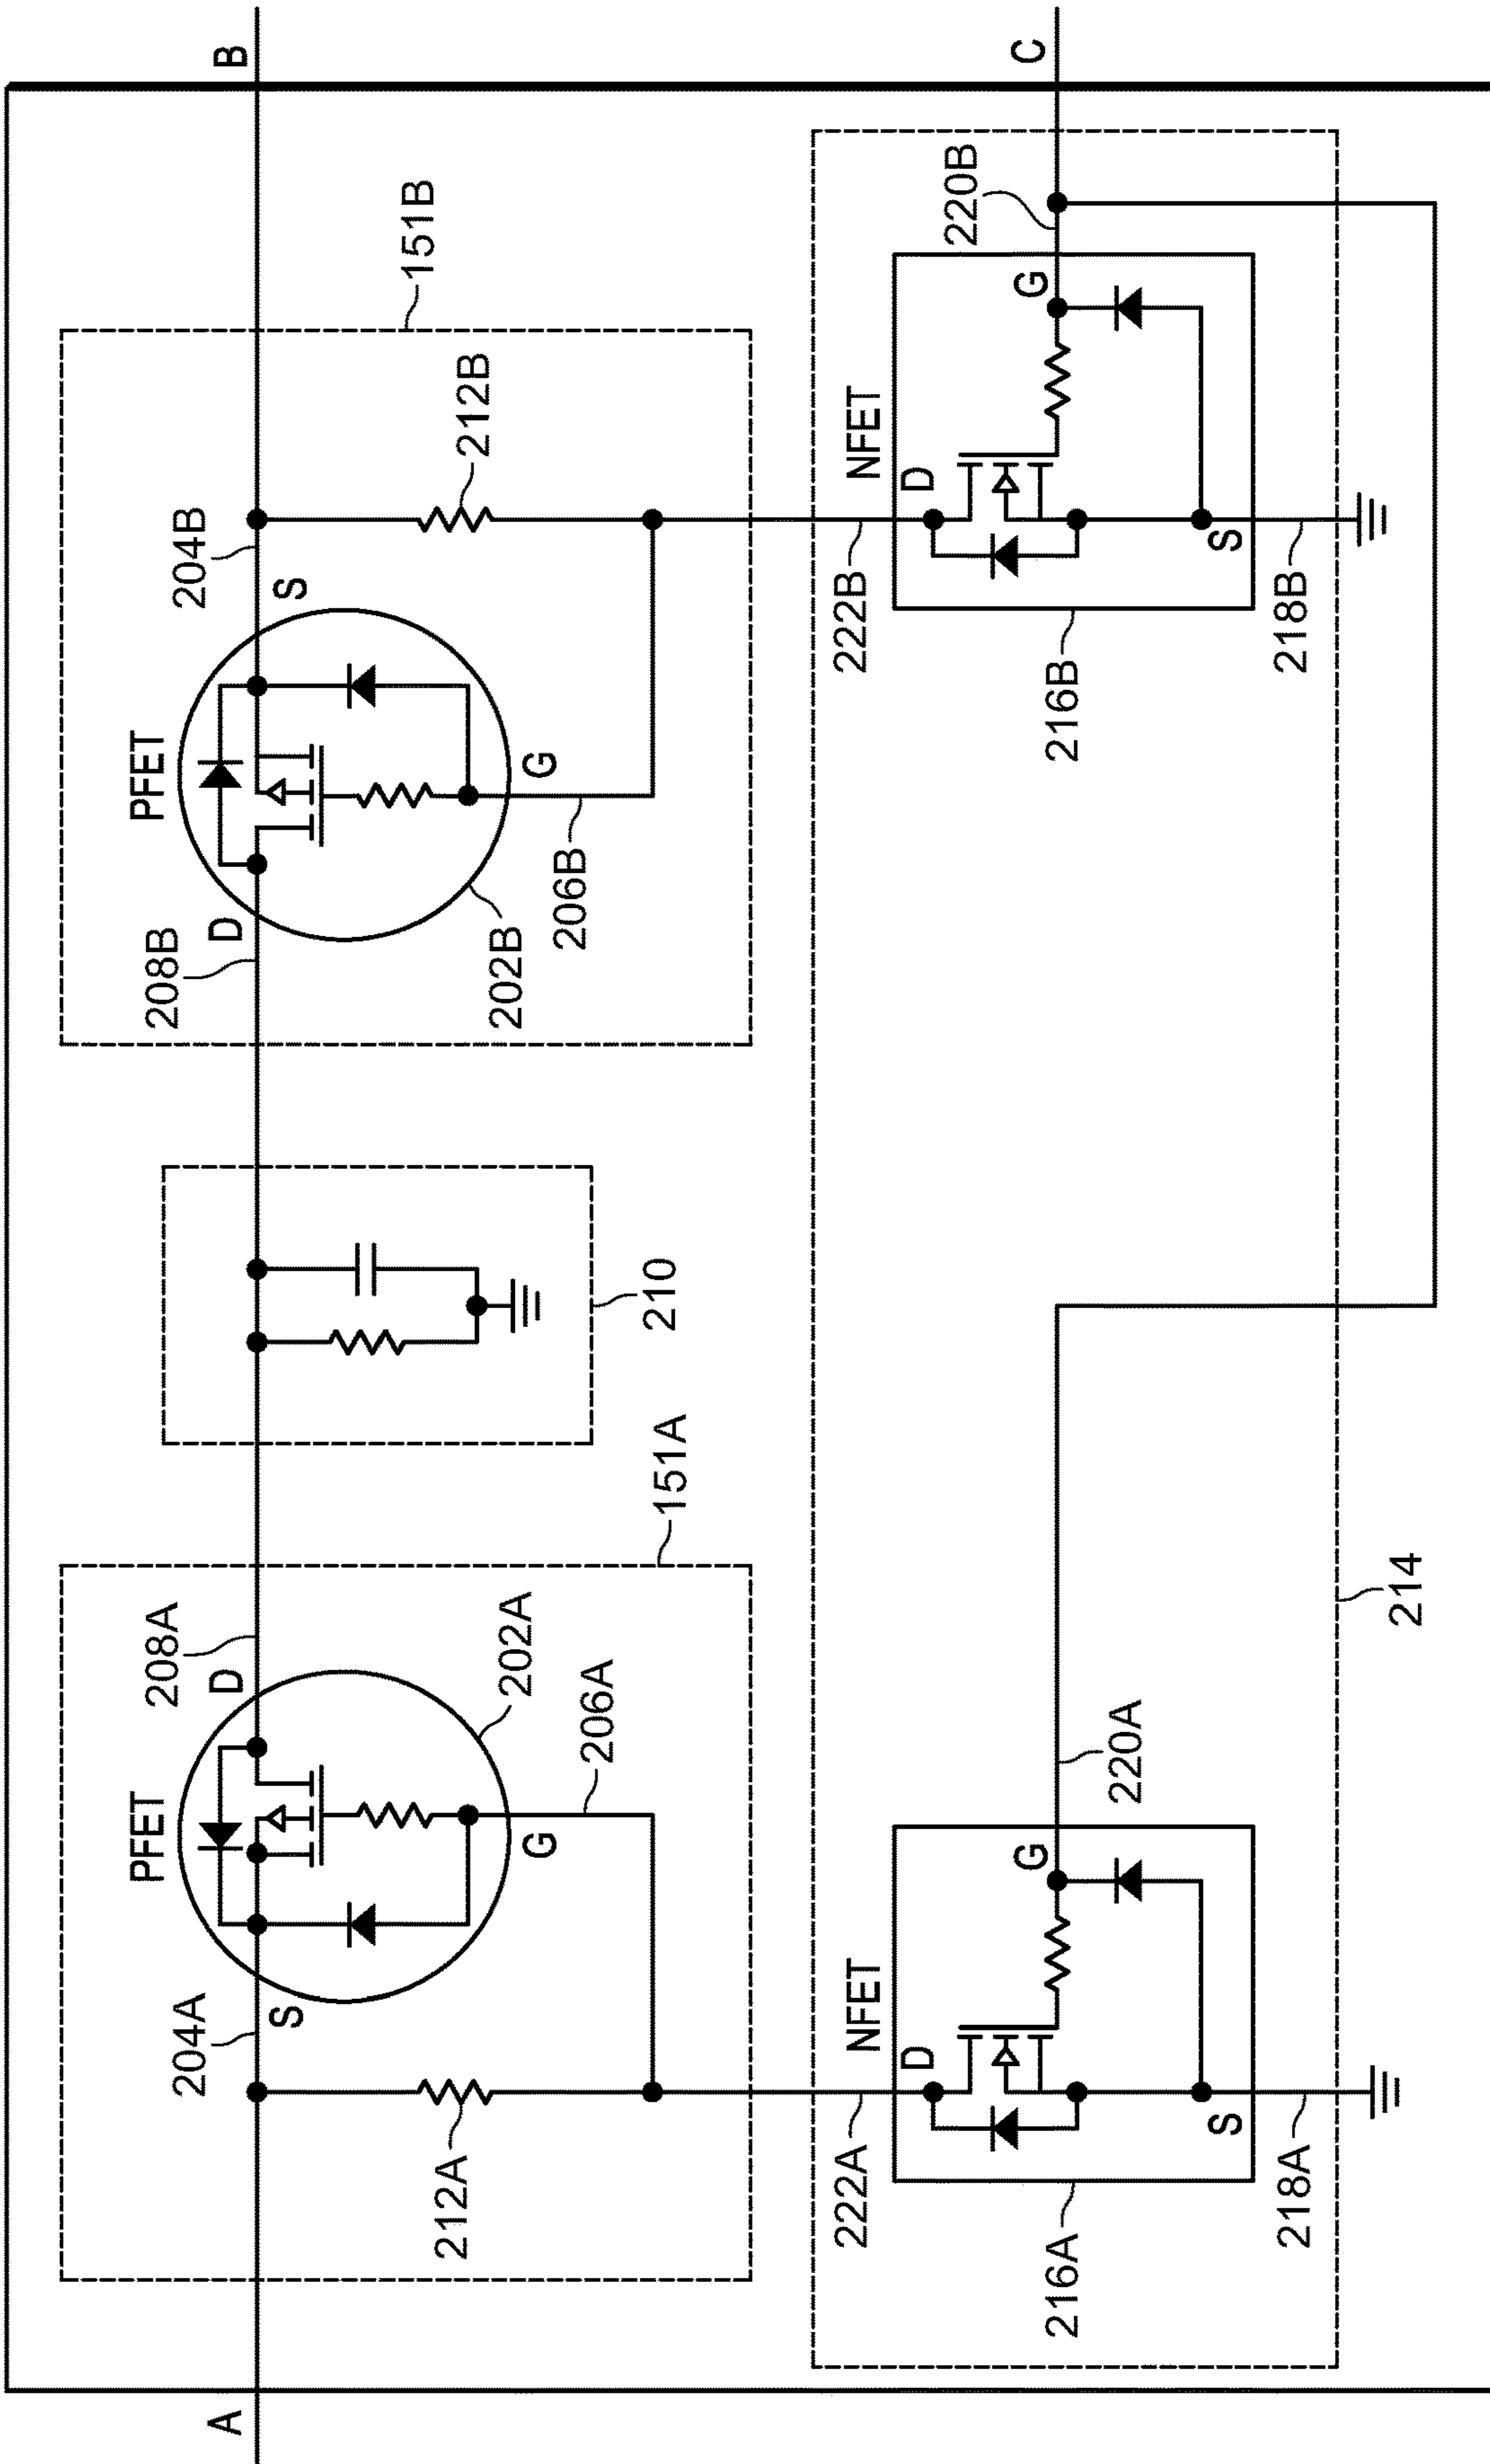 A
B
C
151A
151B
204A
S
PFET
D
208A
208B
D
PFET
S
204B
212A
G
206A
202A
210
202B
206B
G
212B
222A
NFET
D
G
S
216A
218A
220A
214
222B
NFET
D
G
S
216B
218B
220B